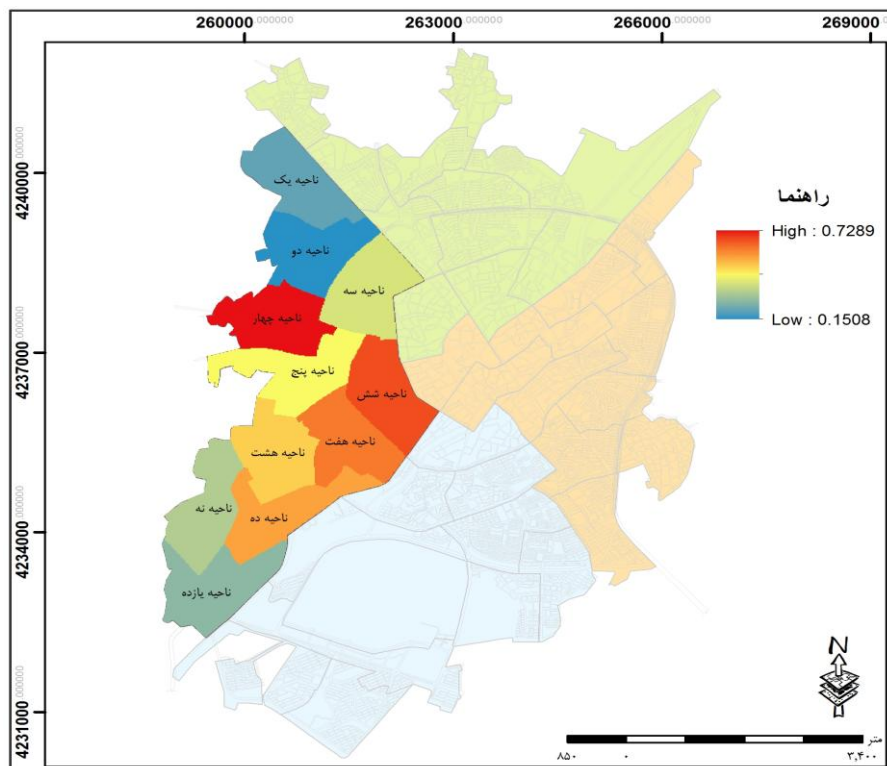 260000.000000
263000.000000
266000.000000
269000.000000
4240000.000000
4237000.000000
4234000.000000
4231000.000000
ناحیه یک
ناحیه دو
ناحیه سه
ناحیه چهار
ناحیه پنج
ناحیه شش
ناحیه هفت
ناحیه هشت
ناحیه نه
ناحیه ده
ناحیه یازده
راهنما
High : 0.7289
Low : 0.1508
N
متر
۸۵۰ ۰ ۳,۴۰۰